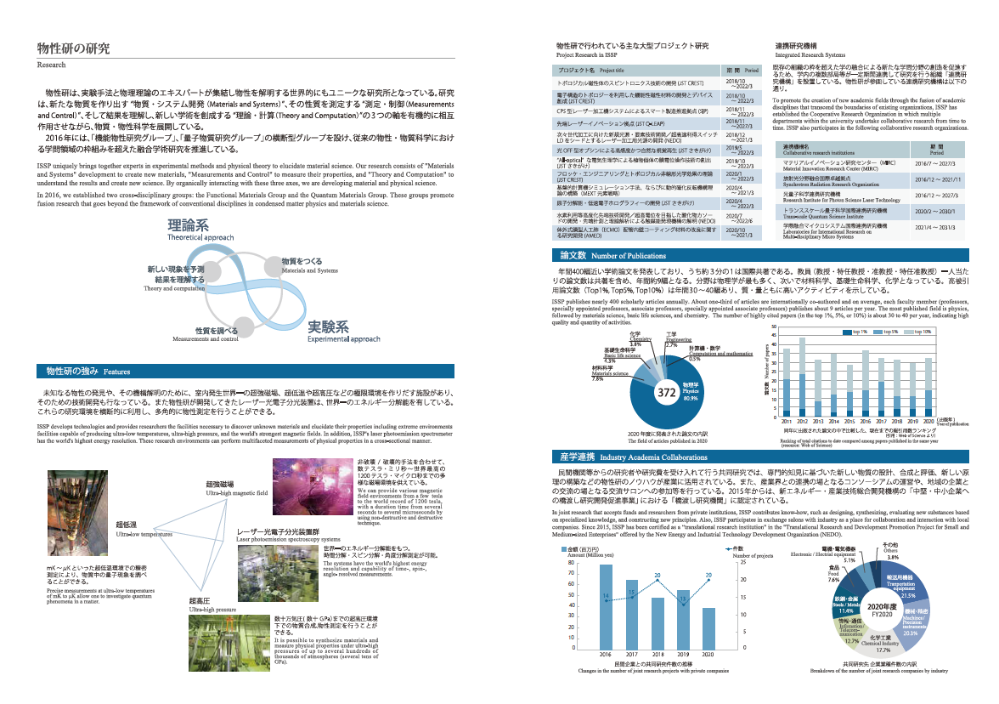 物性研の研究
Research
物性研は、実験手法と物理理論のエキスパートが集結し物性を解明する世界的にもユニークな研究所となっている。研究
は、新たな物質を作り出す “物質・システム開発 (Materials and Systems)”、その性質を測定する “測定・制御 (Measurements
and Control)”、そして結果を理解し、新しい学術を創成する “理論・計算 (Theory and Computation)”の３つの軸を有機的に相互
作用させながら、物質・物性科学を展開している。
2016年には、「機能物性研究グループ」、「量子物質研究グループ」の横断型グループを設け、従来の物性・物質科学におけ
る学問領域の枠組みを超えた融合学術研究を推進している。
ISSP uniquely brings together experts in experimental methods and physical theory to elucidate material science. Our research consists of "Materials
and Systems" development to create new materials, "Measurements and Control" to measure their properties, and "Theory and Computation" to
understand the results and create new science. By organically interacting with these three axes, we are developing material and physical science.
In 2016, we established two cross-disciplinary groups: the Functional Materials Group and the Quantum Materials Group. These groups promote
fusion research that goes beyond the framework of conventional disciplines in condensed matter physics and materials science.
理論系
Theoretical approach
新しい現象を予測
結果を理解する
Theory and computation
物質をつくる
Materials and Systems
性質を調べる
Measurements and control
実験系
Experimental approach
物性研の強み Features
未知なる物性の発見や、その機構解明のために、室内発生世界一の超強磁場、超低温や超高圧などの極限環境を作りだす施設があり、
そのための技術開発も行なっている。また物性研が開発してきたレーザー光電子分光装置は、世界一のエネルギー分解能を有している。
これらの研究環境を横断的に利用し、多角的に物性測定を行うことができる。
ISSP develops technologies and provides researchers the facilities necessary to discover unknown materials and elucidate their properties including extreme environments
facilities capable of producing ultra-low temperatures, ultra-high pressure, and the world's strongest magnetic fields. In addition, ISSP's laser photoemission spectrometer
has the world's highest energy resolution. These research environments can perform multifaceted measurements of physical properties in a cross-sectional manner.
超強磁場
Ultra-high magnetic field
非破壊 / 破壊的手法を合わせて、
数テスラ・ミリ秒～世界最高の
1200 テスラ・マイクロ秒までの多
様な磁場環境を供えている。
We can provide various magnetic
field environments from a few tesla
to the world record of 1200 tesla,
with a duration time from several
seconds to several microseconds by
using non-destructive and destructive
technique.
超低温
Ultra-low temperatures
mK～μK といった超低温環境での精密
測定により、物質中の量子現象を調べ
ることができる。
Precise measurements at ultra-low temperatures
of mK to μK allow one to investigate quantum
phenomena in a matter.
レーザー光電子分光装置群
Laser photoemission spectroscopy systems
世界一のエネルギー分解能をもつ。
時間分解・スピン分解・角度分解測定が可能。
The systems have the world's highest energy
resolution and capability of time-, spin-,
angle- resolved measurements.
超高圧
Ultra-high pressure
数十万気圧( 数十 GPa)までの超高圧環境
下での物質合成,物性測定を行うことが
できる。
It is possible to synthesize materials and
measure physical properties under ultra-high
pressures of up to several hundreds of
thousands of atmospheres (several tens of
GPa).
物性研で行われている主な大型プロジェクト研究
Project Research in ISSP
プロジェクト名 Project title 期 間 Period
トポロジカル磁性体のスピントロニクス技術の開発 (JST CREST) 2018/10
～2022/3
電子構造のトポロジーを利用した機能性磁性材料の開発とデバイス 2018/10
創成 (JST CREST) ～ 2022/3
CPS 型レーザー加工機システムによるスマート製造推進拠点 (SIP) 2018/11
～ 2022/3
先端レーザーイノベーション拠点 (JST Q-LEAP) 2018/11
～2027/3
次々世代加工に向けた新規光源・要素技術開発／超高速利得スイッチ 2018/12
LD をシードとするレーザー加工用光源の開発 (NEDO) ～2021/3
光 OFF 型オプシンによる高感度かつ自然な視覚再生 (JST さきがけ) 2019/5
～ 2022/3
"All-optical" な電気生理学による植物個体の膜電位操作技術の創出 2019/10
(JST さきがけ) ～2022/3
フロッケ・エンジニアリングとトポロジカル非線形光学効果の理論 2020/1
(JST CREST) ～ 2022/3
基盤的計算機シミュレーション手法、ならびに動的磁化反転機構理 2020/4
論の構築 （MEXT 元素戦略） ～2021/3
原子分解能・低温電子ホログラフィーの開発 (JST さきがけ) 2020/4
～ 2022/3
水素利用等高度化先端技術開発／超高電圧を目指した酸化物カソー 2020/7
ドの開発・先端計測と理論解析による触媒能発現機構の解明 (NEDO) ～2022/6
体外式膜型人工肺（ECMO）配管内壁コーティング材料の改良に関す 2020/10
る研究開発 (AMED) ～2021/3
連携研究機構
Integrated Research Systems
既存の組織の枠を超えた学の融合による新たな学問分野の創造を促進す
るため、学内の複数部局等が一定期間連携して研究を行う組織「連携研
究機構」を設置している。物性研が参画している連携研究機構は以下の
通り。
To promote the creation of new academic fields through the fusion of academic
disciplines that transcend the boundaries of existing organizations, ISSP has
established the Cooperative Research Organization in which multiple
departments within the university undertake collaborative research from time to
time. ISSP also participates in the following collaborative research organizations.
連携機構名 期 間
Collaborative research institutions Period
マテリアルイノベーション研究センター（MIRC） 2016/7 ～ 2027/3
Material Innovation Research Center (MIRC)
放射光分野融合国際卓越拠点 2016/12 ～ 2021/11
Synchrotron Radiation Research Organization
光量子科学連携研究機構 2016/12 ～ 2027/3
Research Institute for Photon Science Laser Technology
トランススケール量子科学国際連携研究機構 2020/2 ～ 2030/1
Trans-scale Quantum Science Institute
学際融合マイクロシステム国際連携研究機構 2021/4 ～ 2031/3
Laboratories for International Research on
Multi-disciplinary Micro Systems
論文数 Number of Publications
年間400編近い学術論文を発表しており、うち約３分の１は国際共著である。教員（教授・特任教授・准教授・特任准教授）一人当た
りの論文数は共著を含め、年間約9編となる。分野は物理学が最も多く、次いで材料科学、基礎生命科学、化学となっている。高被引
用論文数（Top1%, Top5%, Top10%）は年間30～40編あり、質・量ともに高いアクティビティを示している。
ISSP publishes nearly 400 scholarly articles annually. About one-third of articles are internationally co-authored and on average, each faculty member (professors,
specially appointed professors, associate professors, specially appointed associate professors) publishes about 9 articles per year. The most published field is physics,
followed by materials science, basic life sciences, and chemistry. The number of highly cited papers (in the top 1%, 5%, or 10%) is about 30 to 40 per year, indicating high
quality and quantity of activities.
化学
Chemistry
3.8%
工学
Engineering
2.7%
基礎生命科学
Basic life science
4.3%
計算機・数学
Computation and mathematics
0.5%
材料科学
Materials science
7.8%
372
物理学
Physics
80.9%
2020 年度に発表された論文の内訳
The field of articles published in 2020
top 1% top 5% top 10%
論文数 Number of papers
50
45
40
35
30
25
20
15
10
5
0
2011 2012 2013 2014 2015 2016 2017 2018 2019 2020
（出版年）
Year of publication
同年に出版された論文の中で比較した、現在までの総引用数ランキング
(引用：Web of Science より)
Ranking of total citations to date compared among papers published in the same year
(resource: Web of Science)
産学連携 Industry Academia Collaborations
民間機関等からの研究者や研究費を受け入れて行う共同研究では、専門的知見に基づいた新しい物質の設計、合成と評価、新しい原
理の構築などの物性研のノウハウが産業に活用されている。また、産業界との連携の場となるコンソーシアムの運営や、地域の企業と
の交流の場となる交流サロンへの参加等を行っている。2015年からは、新エネルギー・産業技術総合開発機構の「中堅・中小企業へ
の橋渡し研究開発促進事業」における「橋渡し研究機関」に認定されている。
In joint research that accepts funds and researchers from private institutions, ISSP contributes know-how, such as designing, synthesizing, evaluating new substances based
on specialized knowledge, and constructing new principles. Also, ISSP participates in exchange salons with industry as a place for collaboration and interaction with local
companies. Since 2015, ISSP has been certified as a "translational research institution" in the "Translational Research and Development Promotion Project for Small and
Medium-sized Enterprises" offered by the New Energy and Industrial Technology Development Organization (NEDO).
金額（百万円）
Amount (Million yen)
件数
Number of projects
80
70
60
50
40
30
20
10
0
14 15 20 13 20
25
20
15
10
5
0
2016 2017 2018 2019 2020
民間企業との共同研究件数の推移
Changes in the number of joint research projects with private companies
その他
Others
3.8%
電機・電気機器
Electronic / Electrial equipment
5.1%
食品
Food
7.6%
輸送用機器
Tranportation
equipment
21.5%
鉄鋼・金属
Steels / Metals
11.4%
2020年度
FY2020
機械・精密
Machines /
Precision
instruments
20.3%
情報・通信
Information /
Telecom-
munication
12.7%
化学工業
Chemical Industry
17.7%
共同研究先 企業業種件数の内訳
Breakdown of the number of joint research companies by industry